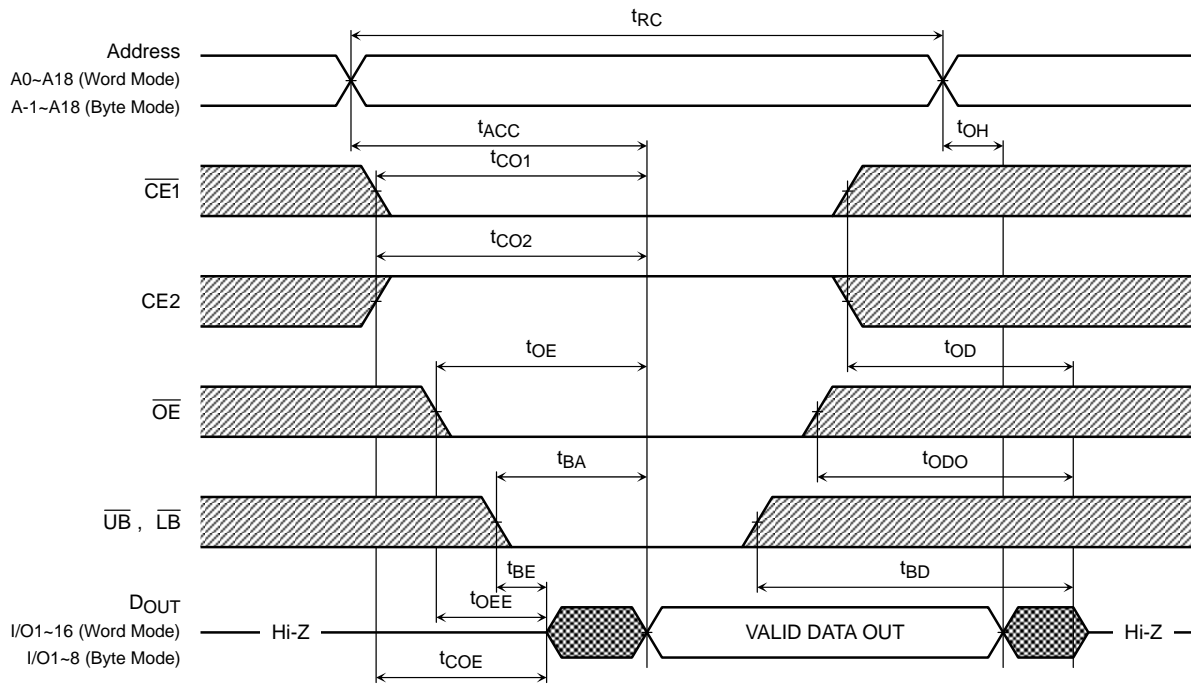 tRC
Address
A0~A18 (Word Mode)
A-1~A18 (Byte Mode)
tACC
tOH
tCO1
CE1
tCO2
CE2
tOE
tOD
OE
tBA
tODO
UB , LB
tBE
tBD
DOUT
tOEE
I/O1~16 (Word Mode)
Hi-Z
VALID DATA OUT
Hi-Z
I/O1~8 (Byte Mode)
tCOE